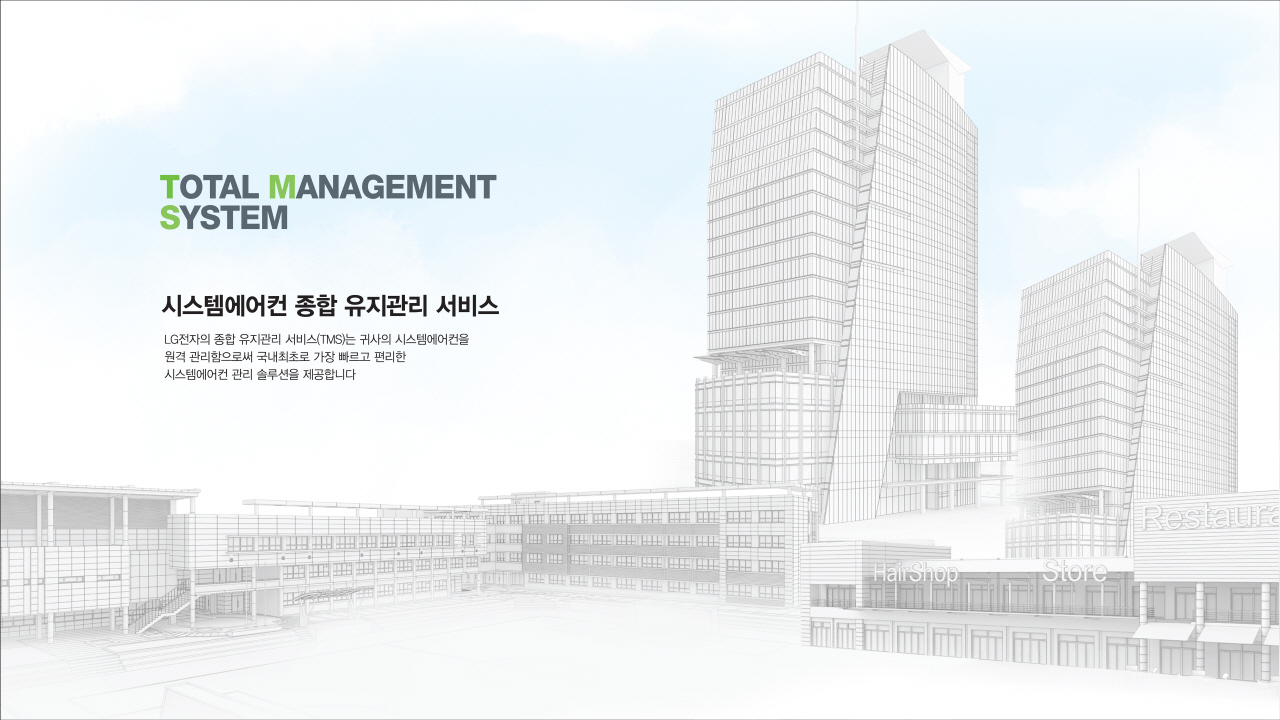 TOTAL MANAGEMENT
SYSTEM
시스템에어컨 종합 유지관리 서비스
LG전자의 종합 유지관리 서비스(TMS)는 귀사의 시스템에어컨을
원격 관리함으로써 국내최초로 가장 빠르고 편리한
시스템에어컨 관리 솔루션을 제공합니다
Restaura
Hair Shop
Store